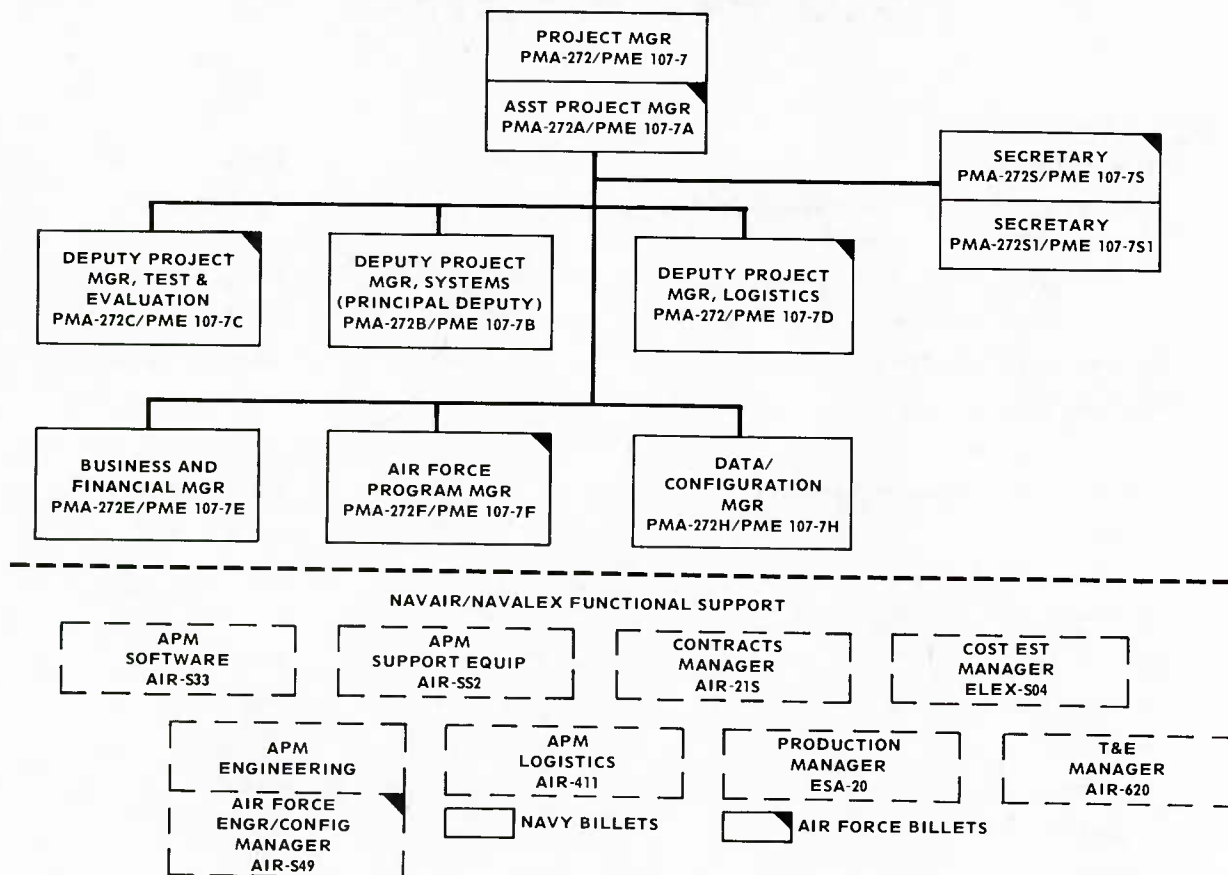 PROJECT MGR
PMA-272/PME 107-7
ASST PROJECT MGR
PMA-272A/PME 107-7A
SECRETARY
PMA-272S/PME 107-7S
SECRETARY
PMA-272S1/PME 107-7S1
DEPUTY PROJECT
MGR, TEST &
EVALUATION
PMA-272C/PME 107-7C
DEPUTY PROJECT
MGR, SYSTEMS
(PRINCIPAL DEPUTY)
PMA-272B/PME 107-7B
DEPUTY PROJECT
MGR, LOGISTICS
PMA-272/PME 107-7D
BUSINESS AND
FINANCIAL MGR
PMA-272E/PME 107-7E
AIR FORCE
PROGRAM MGR
PMA-272F/PME 107-7F
DATA/
CONFIGURATION
MGR
PMA-272H/PME 107-7H
NAVAIR/NAVALEX FUNCTIONAL SUPPORT
APM
SOFTWARE
AIR-S33
APM
SUPPORT EQUIP
AIR-SS2
CONTRACTS
MANAGER
AIR-21S
COST EST
MANAGER
ELEX-S04
APM
ENGINEERING
AIR FORCE
ENGR/CONFIG
MANAGER
AIR-S49
APM
LOGISTICS
AIR-411
PRODUCTION
MANAGER
ESA-20
T&E
MANAGER
AIR-620
NAVY BILLETS
AIR FORCE BILLETS